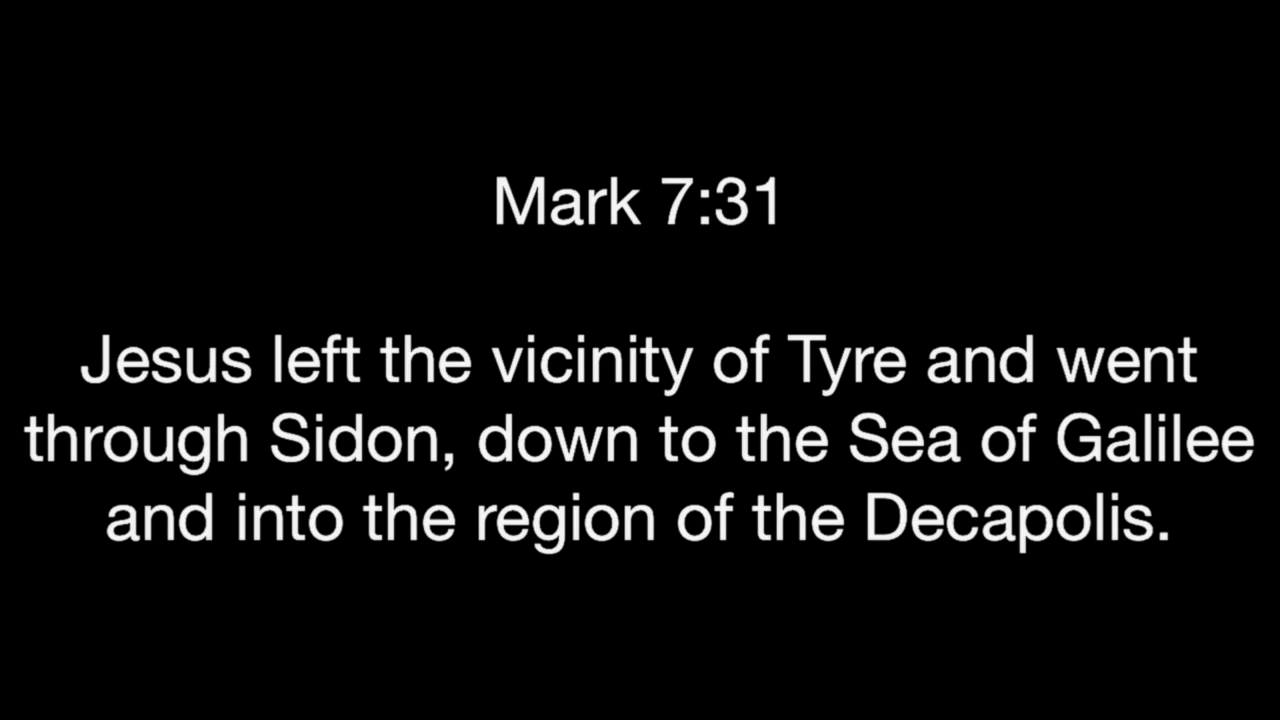 Mark 7:31
Jesus left the vicinity of Tyre and went
through Sidon, down to the Sea of Galilee
and into the region of the Decapolis.